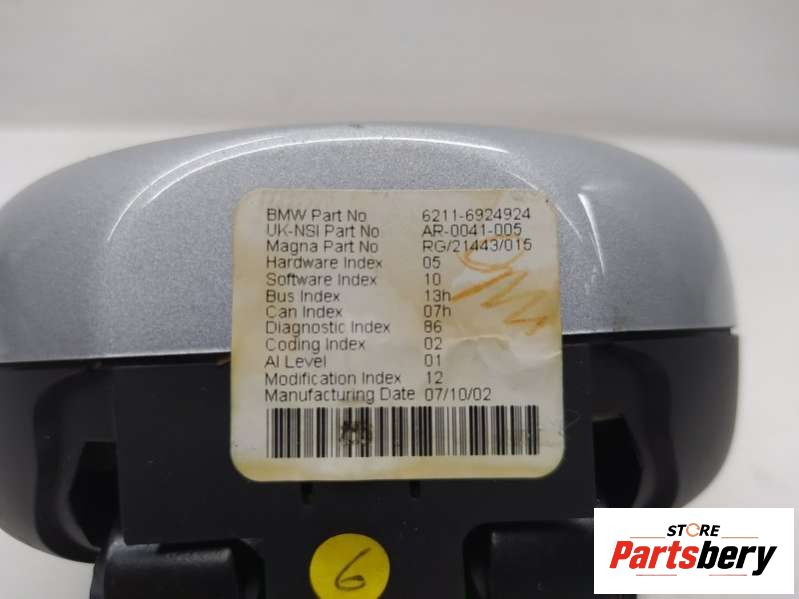 BMW Part No 6211-6924924
UK-NSI Part No AR-0041-005
Magna Part No RG/21443/015
Hardware Index 05
Software Index 10
Bus Index 13h
Can Index 07h
Diagnostic Index 86
Coding Index 02
AI Level 01
Modification Index 12
Manufacturing Date 07/10/02
6
STORE
Partsbery